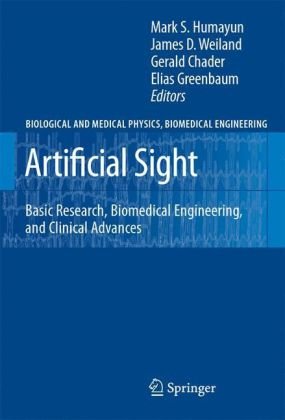 Mark S. Humayun
James D. Weiland
Gerald Chader
Elias Greenbaum
Editors
BIOLOGICAL AND MEDICAL PHYSICS, BIOMEDICAL ENGINEERING
Artificial Sight
Basic Research, Biomedical Engineering,
and Clinical Advances
Springer